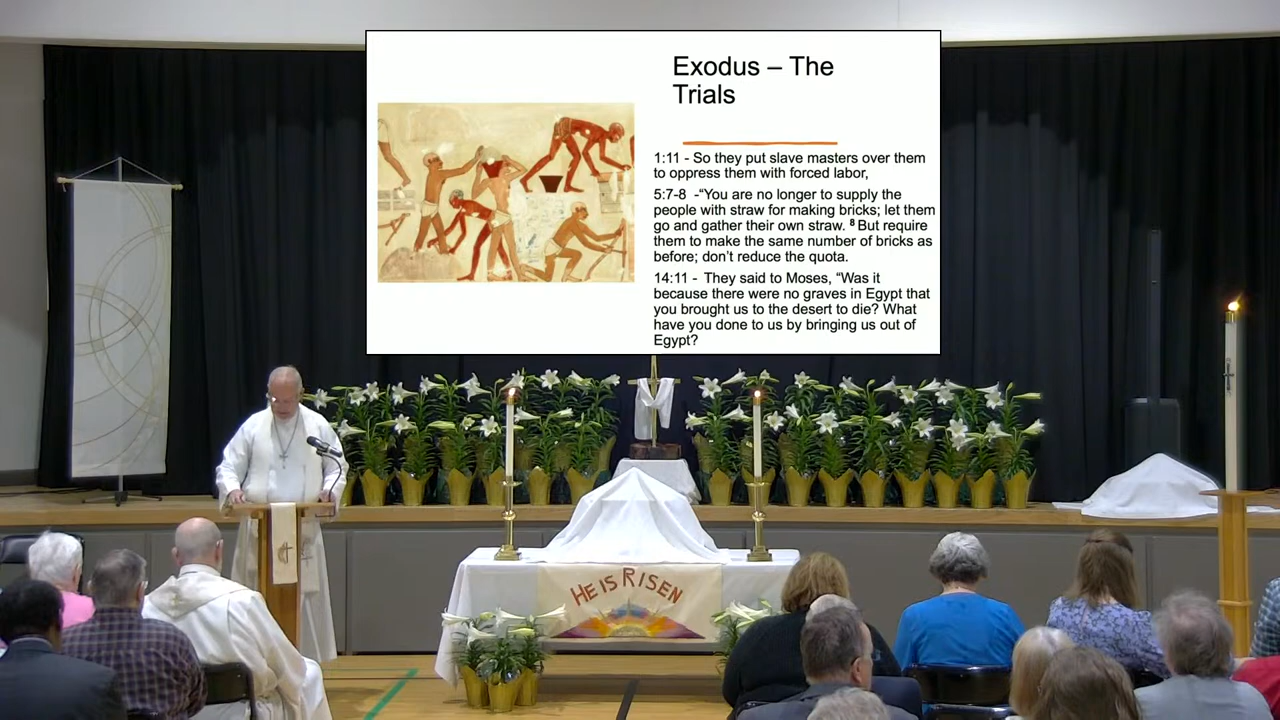 Exodus – The
Trials
1:11 - So they put slave masters over them
to oppress them with forced labor,
5:7-8 -“You are no longer to supply the
people with straw for making bricks; let them
go and gather their own straw. ⁸ But require
them to make the same number of bricks as
before; don’t reduce the quota.
14:11 - They said to Moses, “Was it
because there were no graves in Egypt that
you brought us to the desert to die? What
have you done to us by bringing us out of
Egypt?
HE IS RISEN